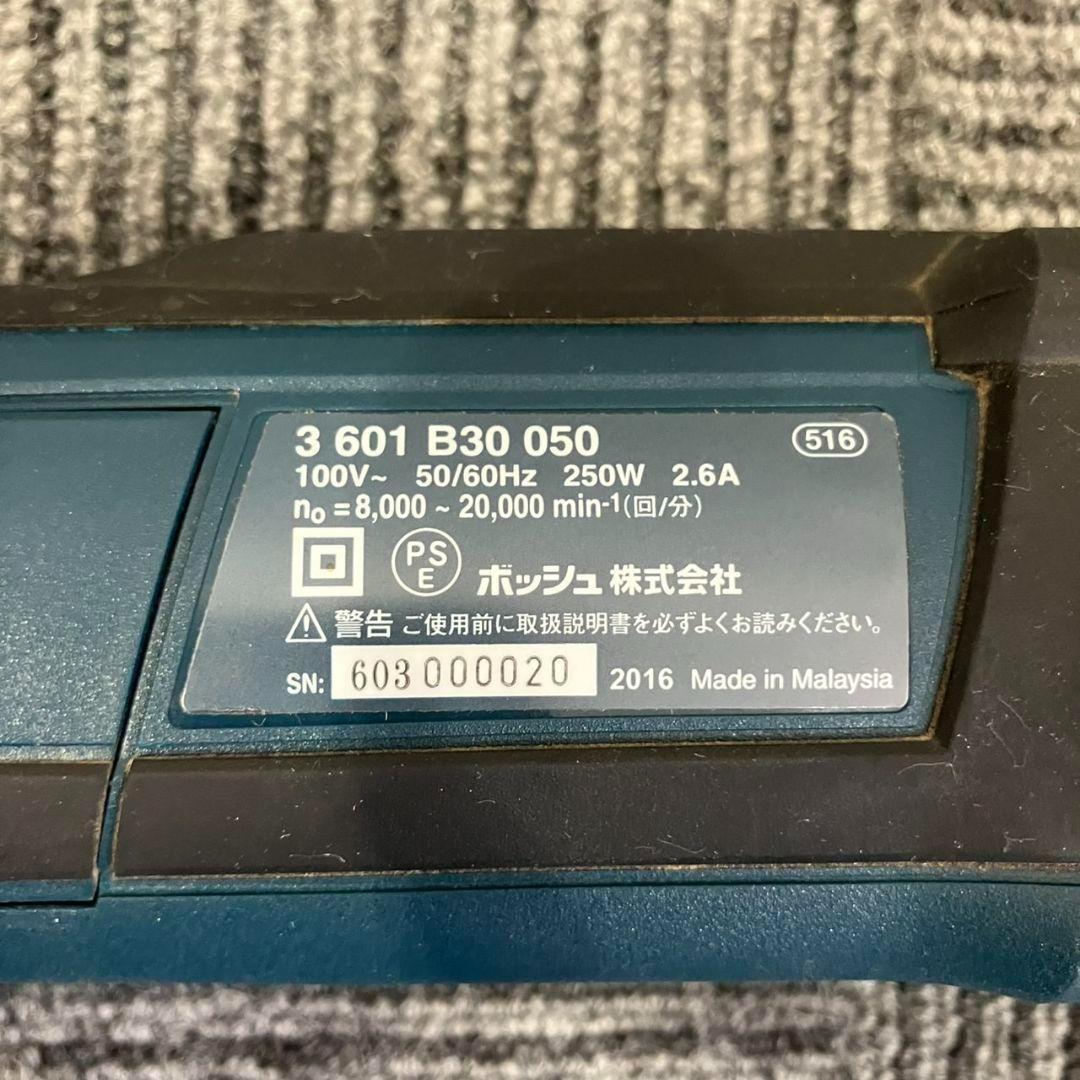 3 601 B30 050 516
100V~ 50/60Hz 250W 2.6A
n₀ = 8,000 ~ 20,000 min⁻¹(回/分)
PS
E
ボッシュ株式会社
警告 ご使用前に取扱説明書を必ずよくお読みください。
SN: 603 000020 2016 Made in Malaysia